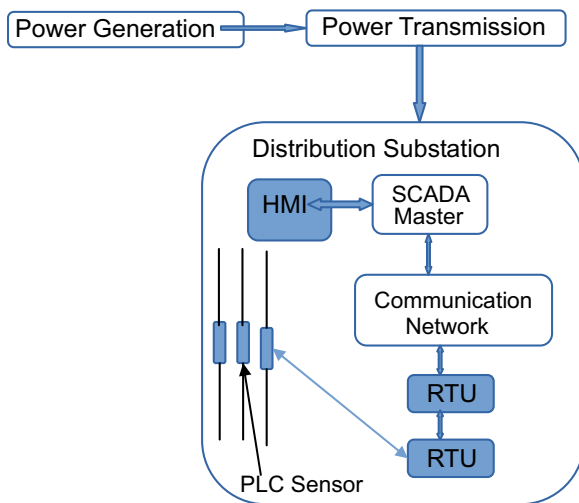 Power Generation
Power Transmission
Distribution Substation
HMI
SCADA
Master
Communication
Network
RTU
RTU
PLC Sensor